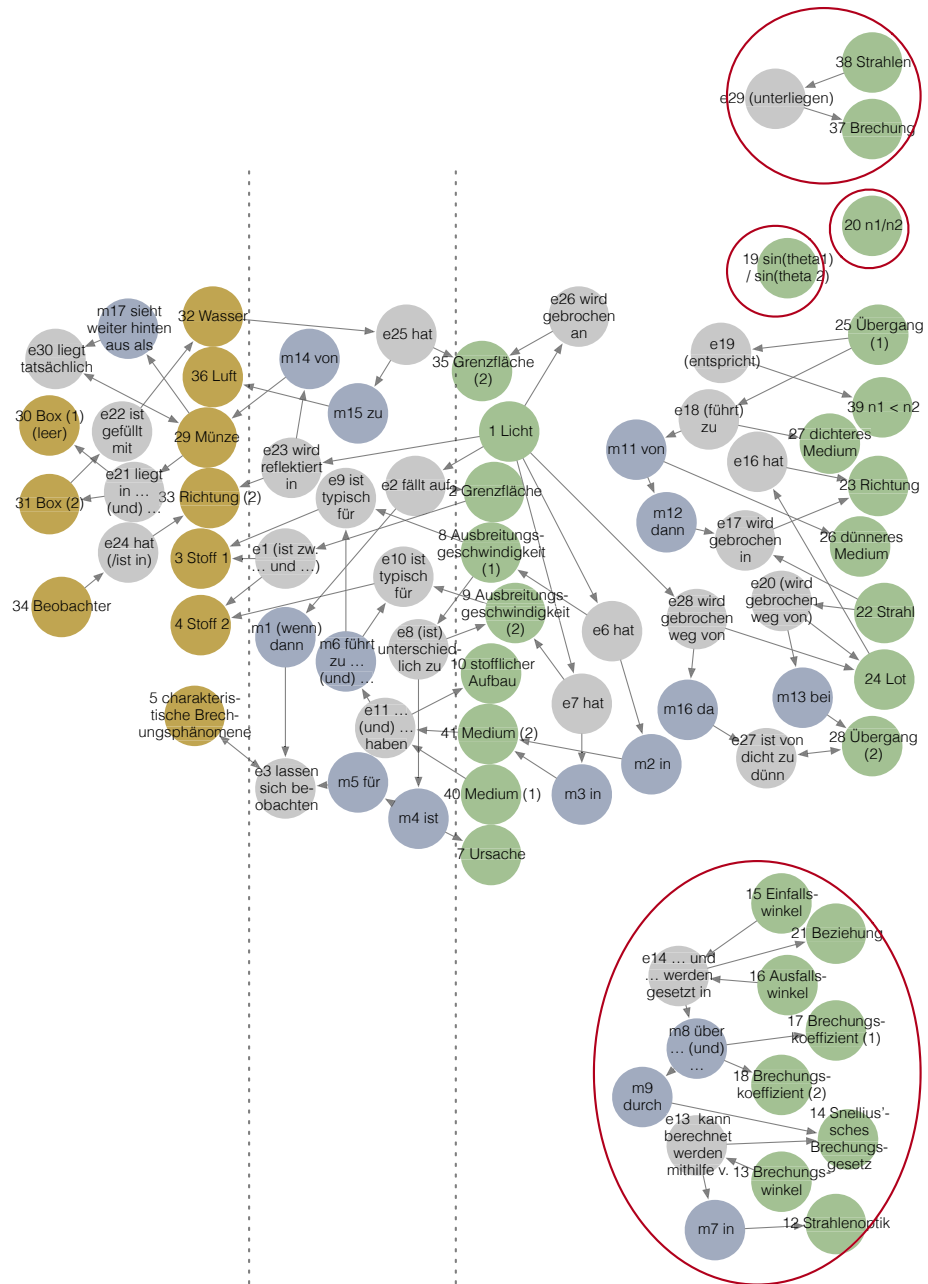 38 Strahlen
e29 (unterliegen)
37 Brechung
20 n1/n2
19 sin(theta1)
/ sin(theta 2)
e26 wird
gebrochen
an
m17 sieht
weiter hinten
aus als
32 Wasser
e25 hat
25 Übergang
(1)
e30 liegt
tatsächlich
m14 von
35 Grenzfläche
(2)
e19
(entspricht)
36 Luft
30 Box (1)
(leer)
e22 ist
gefüllt
mit
m15 zu
39 n1 < n2
e18 (führt)
zu
29 Münze
1 Licht
m11 von
27 dichteres
Medium
e23 wird
reflektiert
in
e16 hat
e21 liegt
in … 
(und) …
31 Box (2)
33 Richtung (2)
e9 ist
typisch
für
e2 fällt auf
2 Grenzfläche
23 Richtung
m12
dann
e17 wird
gebrochen
in
26 dünneres
Medium
e24 hat
(/ist in)
3 Stoff 1
e1 (ist zw.
… und …)
8 Ausbreitungs-
geschwindigkeit
(1)
e10 ist
typisch
für
34 Beobachter
4 Stoff 2
9 Ausbreitungs-
geschwindigkeit
(2)
e28 wird
gebrochen
weg von
e20 (wird
gebrochen
weg von)
22 Strahl
m1 (wenn)
dann
m6 führt
zu …
(und) …
e8 (ist)
unterschied-
lich zu
e6 hat
10 stofflicher
Aufbau
24 Lot
5 charakteris-
tische Brech-
ungsphänomene
m16 da
m13 bei
e11 …
(und) …
haben
e7 hat
41 Medium (2)
e27 ist von
dicht zu
dünn
28 Übergang
(2)
e3 lassen
sich be-
obachten
m5 für
m2 in
40 Medium (1)
m3 in
m4 ist
7 Ursache
15 Einfalls-
winkel
21 Beziehung
e14 … und
… werden
gesetzt in
16 Ausfalls-
winkel
m8 über
… (und)
…
17 Brechungs-
koeffizient (1)
18 Brechungs-
koeffizient (2)
m9
durch
14 Snellius’-
sches
Brechungs-
gesetz
e13 kann
berechnet
werden
mithilfe v.
13 Brechungs-
winkel
m7 in
12 Strahlenoptik